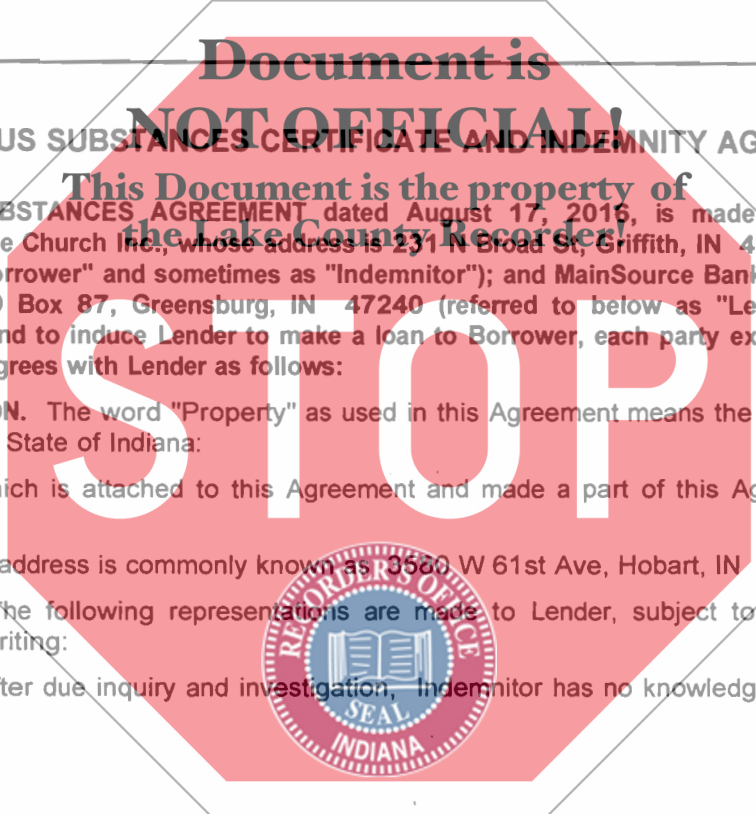 Document is
NOT OFFICIAL!
US SUBSTANCES CERTIFICATE AND INDEMNITY AG
This Document is the property of
BSTANCES AGREEMENT dated August 17, 2016, is made
the Lake County Recorder!
e Church Inc., whose address is 231 N Broad St, Griffith, IN 4
orrower" and sometimes as "Indemnitor"); and MainSource Ban
O Box 87, Greensburg, IN 47240 (referred to below as "Le
nd to induce Lender to make a loan to Borrower, each party ex
grees with Lender as follows:
STOP
ON. The word "Property" as used in this Agreement means the
State of Indiana:
hich is attached to this Agreement and made a part of this Ag
address is commonly known as 3580 W 61st Ave, Hobart, IN
The following representations are made to Lender, subject to
riting:
fter due inquiry and investigation, Indemnitor has no knowledg
RECORDER'S OFFICE
SEAL
INDIANA